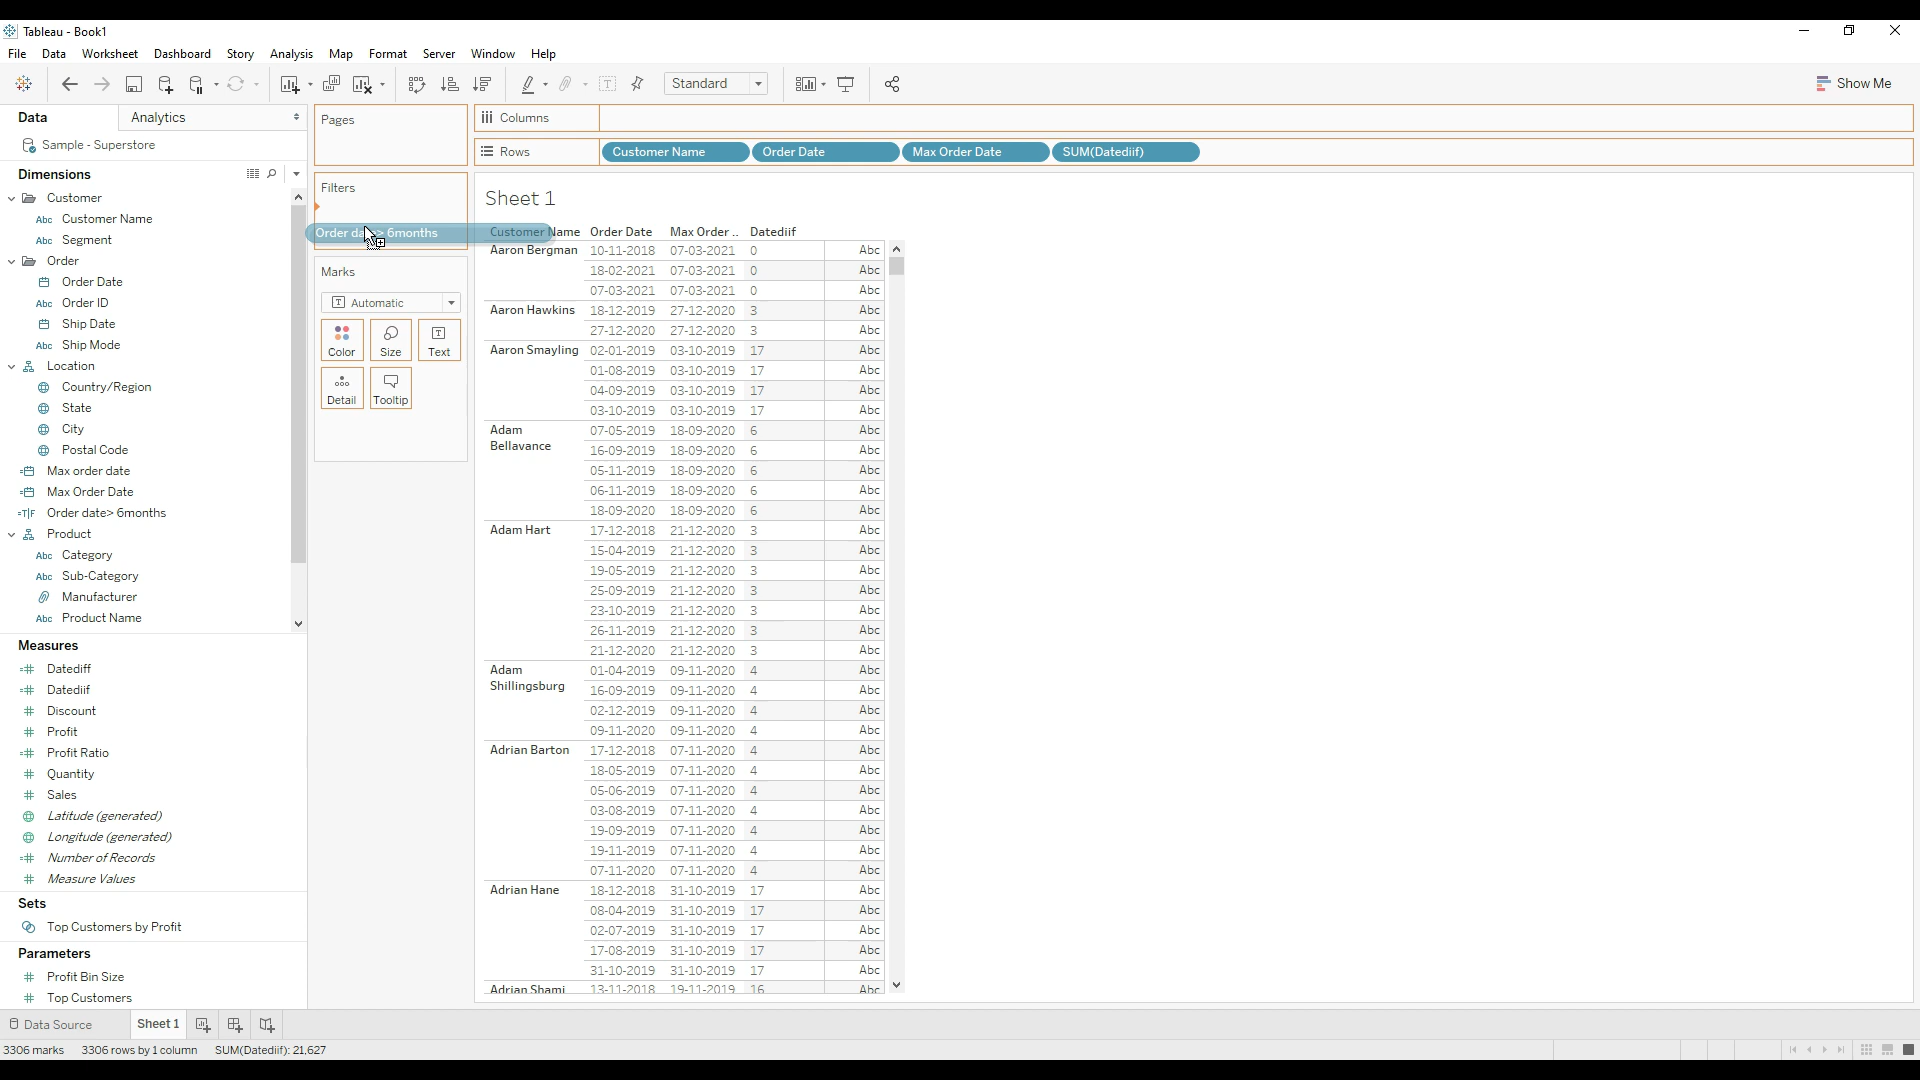 Tableau - Book1
File Data Worksheet Dashboard Story Analysis Map Format Server Window Help
Standard
Show Me
Data Analytics
Sample - Superstore
Dimensions
Customer
Abc Customer Name
Abc Segment
Order
Order Date
Abc Order ID
Ship Date
Abc Ship Mode
Location
Country/Region
State
City
Postal Code
Max order date
Max Order Date
=T|F Order date> 6months
Product
Abc Category
Abc Sub-Category
Manufacturer
Abc Product Name
Measures
Datediff
Datediif
Discount
Profit
Profit Ratio
Quantity
Sales
Latitude (generated)
Longitude (generated)
Number of Records
Measure Values
Sets
Top Customers by Profit
Parameters
Profit Bin Size
Top Customers
Pages
Filters
Marks
Automatic
Color Size Text
Detail Tooltip
Columns
Rows Customer Name Order Date Max Order Date SUM(Datediif)
Sheet 1
Customer Name Order Date Max Order .. Datediif
Aaron Bergman 10-11-2018 07-03-2021 0 Abc
18-02-2021 07-03-2021 0 Abc
07-03-2021 07-03-2021 0 Abc
Aaron Hawkins 18-12-2019 27-12-2020 3 Abc
27-12-2020 27-12-2020 3 Abc
Aaron Smayling 02-01-2019 03-10-2019 17 Abc
01-08-2019 03-10-2019 17 Abc
04-09-2019 03-10-2019 17 Abc
03-10-2019 03-10-2019 17 Abc
Adam Bellavance 07-05-2019 18-09-2020 6 Abc
16-09-2019 18-09-2020 6 Abc
05-11-2019 18-09-2020 6 Abc
06-11-2019 18-09-2020 6 Abc
18-09-2020 18-09-2020 6 Abc
Adam Hart 17-12-2018 21-12-2020 3 Abc
15-04-2019 21-12-2020 3 Abc
19-05-2019 21-12-2020 3 Abc
25-09-2019 21-12-2020 3 Abc
23-10-2019 21-12-2020 3 Abc
26-11-2019 21-12-2020 3 Abc
21-12-2020 21-12-2020 3 Abc
Adam Shillingsburg 01-04-2019 09-11-2020 4 Abc
16-09-2019 09-11-2020 4 Abc
02-12-2019 09-11-2020 4 Abc
09-11-2020 09-11-2020 4 Abc
Adrian Barton 17-12-2018 07-11-2020 4 Abc
18-05-2019 07-11-2020 4 Abc
05-06-2019 07-11-2020 4 Abc
03-08-2019 07-11-2020 4 Abc
19-09-2019 07-11-2020 4 Abc
19-11-2019 07-11-2020 4 Abc
07-11-2020 07-11-2020 4 Abc
Adrian Hane 18-12-2018 31-10-2019 17 Abc
08-04-2019 31-10-2019 17 Abc
02-07-2019 31-10-2019 17 Abc
17-08-2019 31-10-2019 17 Abc
31-10-2019 31-10-2019 17 Abc
Adrian Shami 13-11-2018 19-11-2019 16 Abc
Data Source Sheet 1
3306 marks 3306 rows by 1 column SUM(Datediif): 21,627